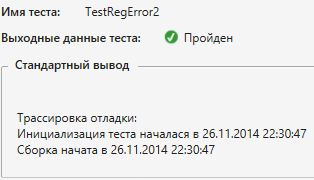 Имя теста: TestRegError2
Выходные данные теста: Пройден
Стандартный вывод
Трассировка отладки:
Инициализация теста началася в 26.11.2014 22:30:47
Сборка начата в 26.11.2014 22:30:47